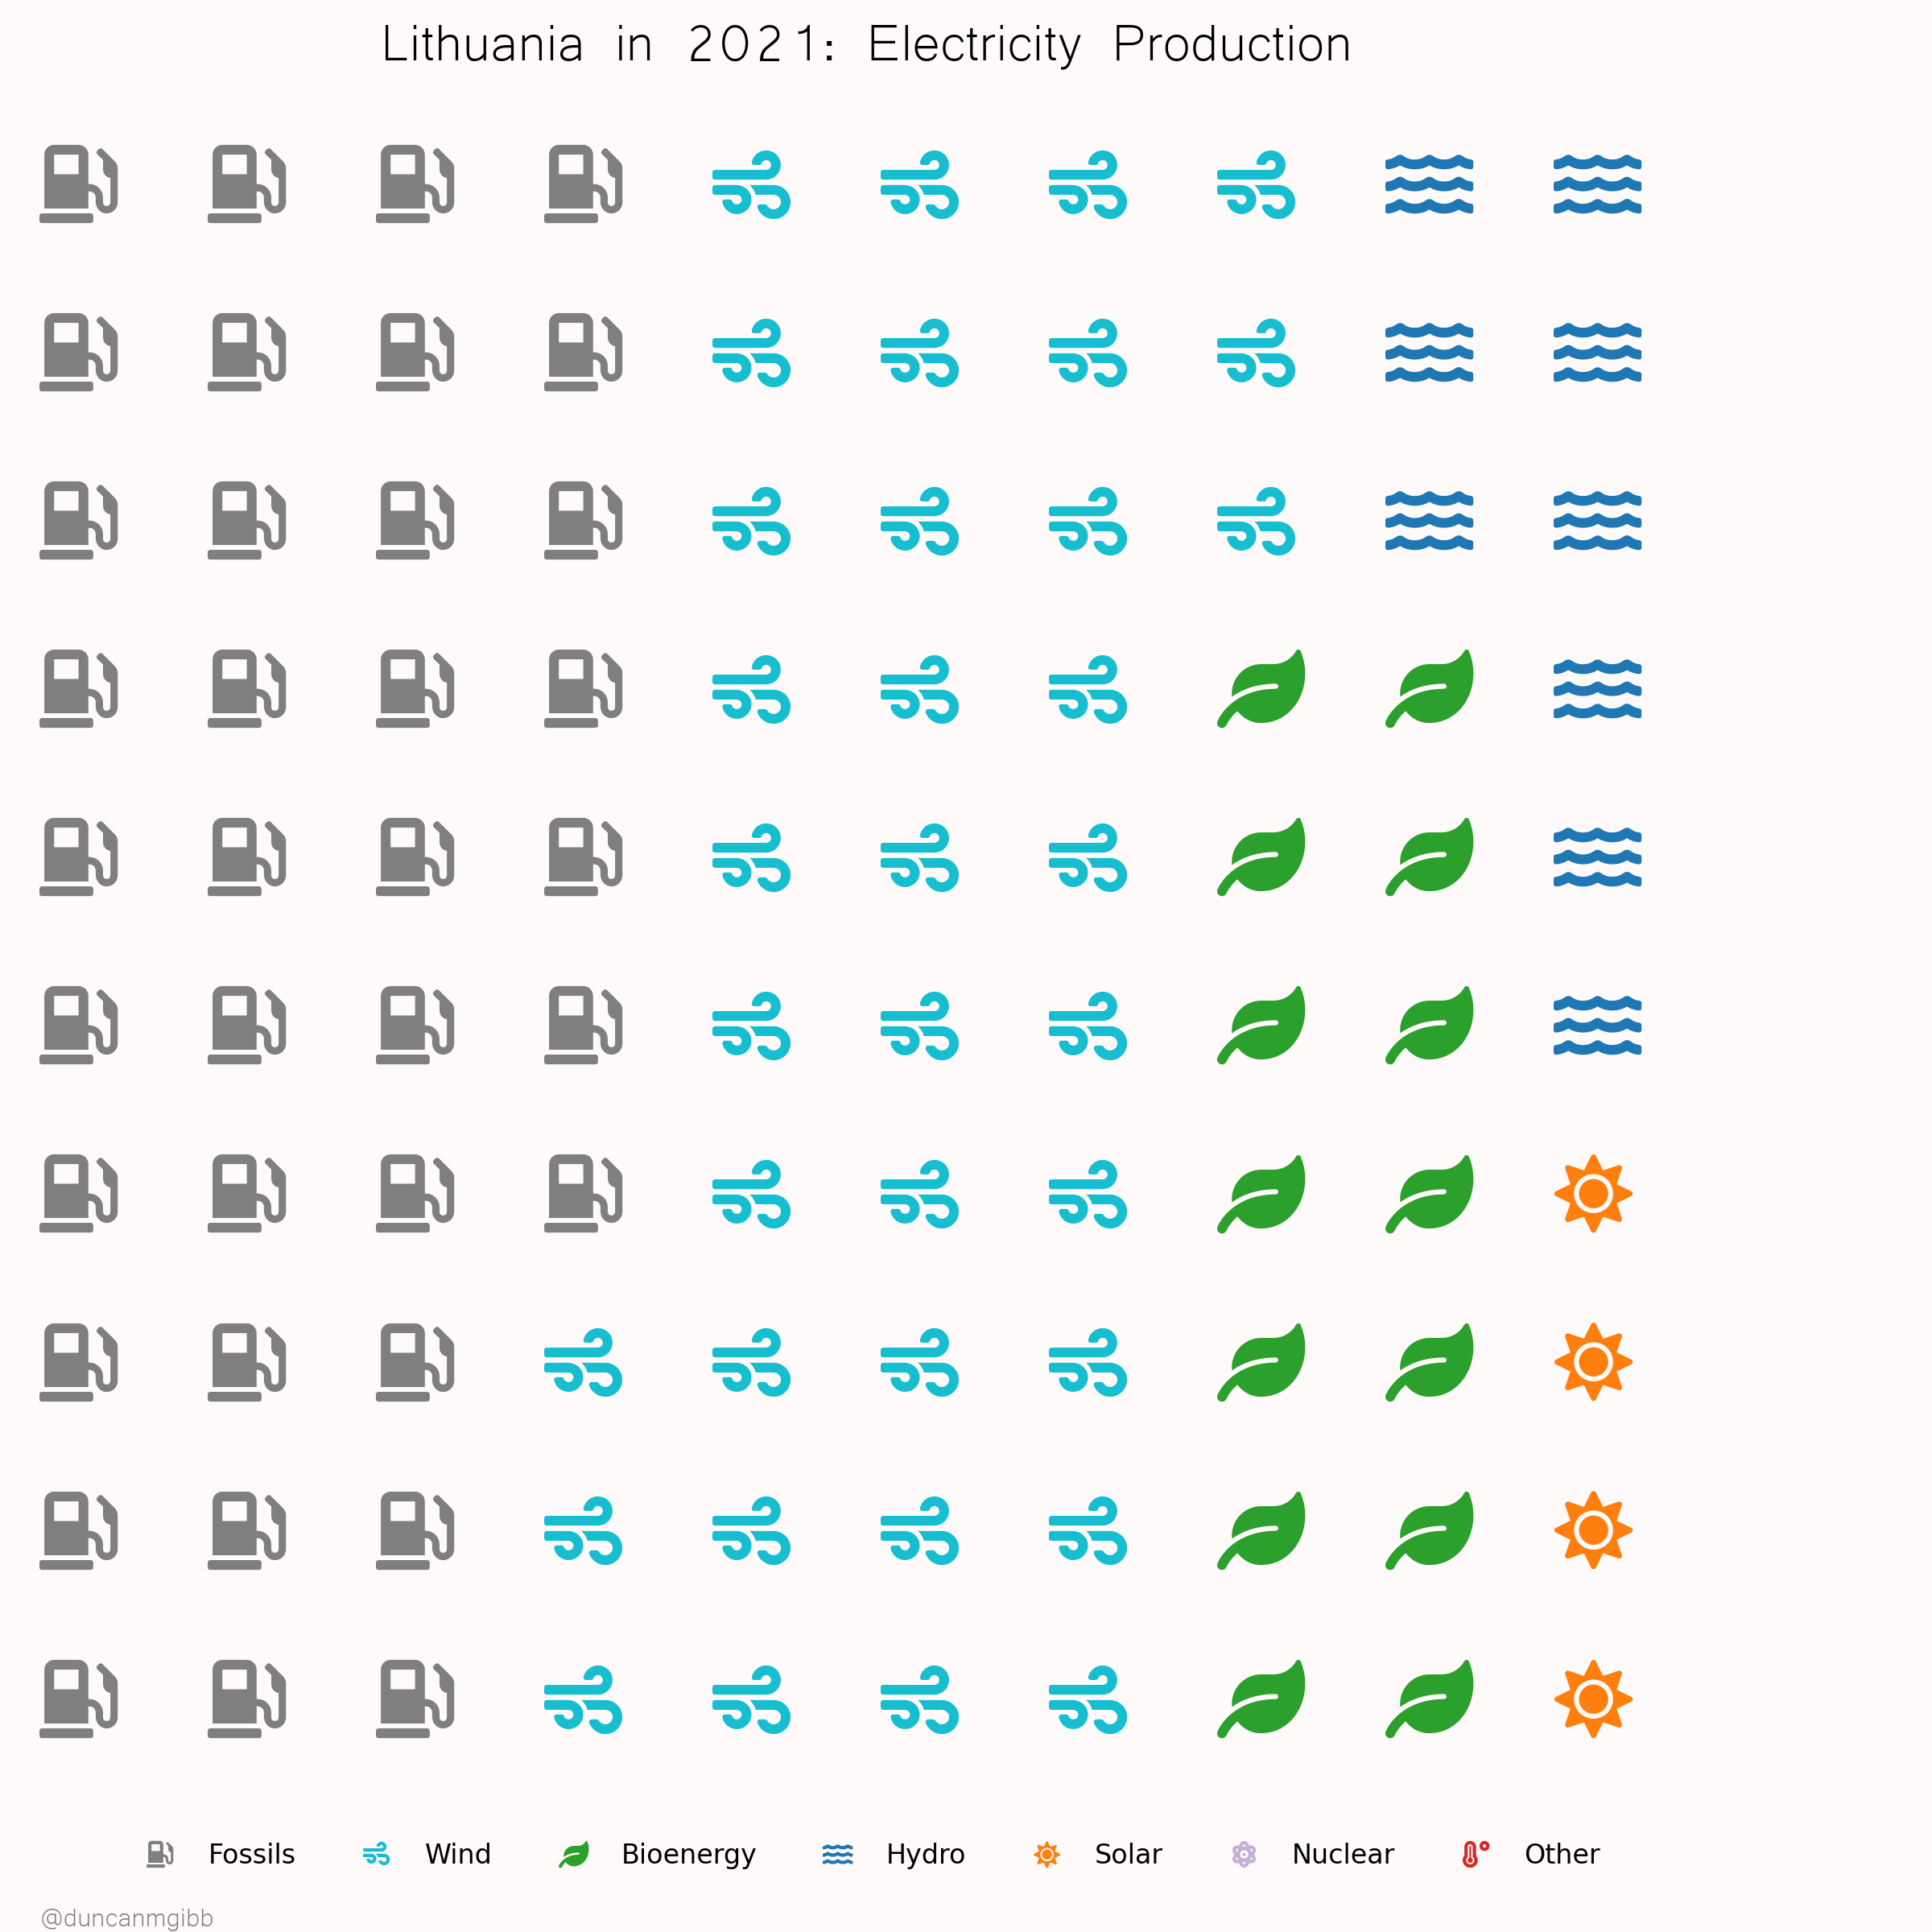 Lithuania in 2021: Electricity Production
Fossils Wind Bioenergy Hydro Solar Nuclear Other
@duncanmgibb